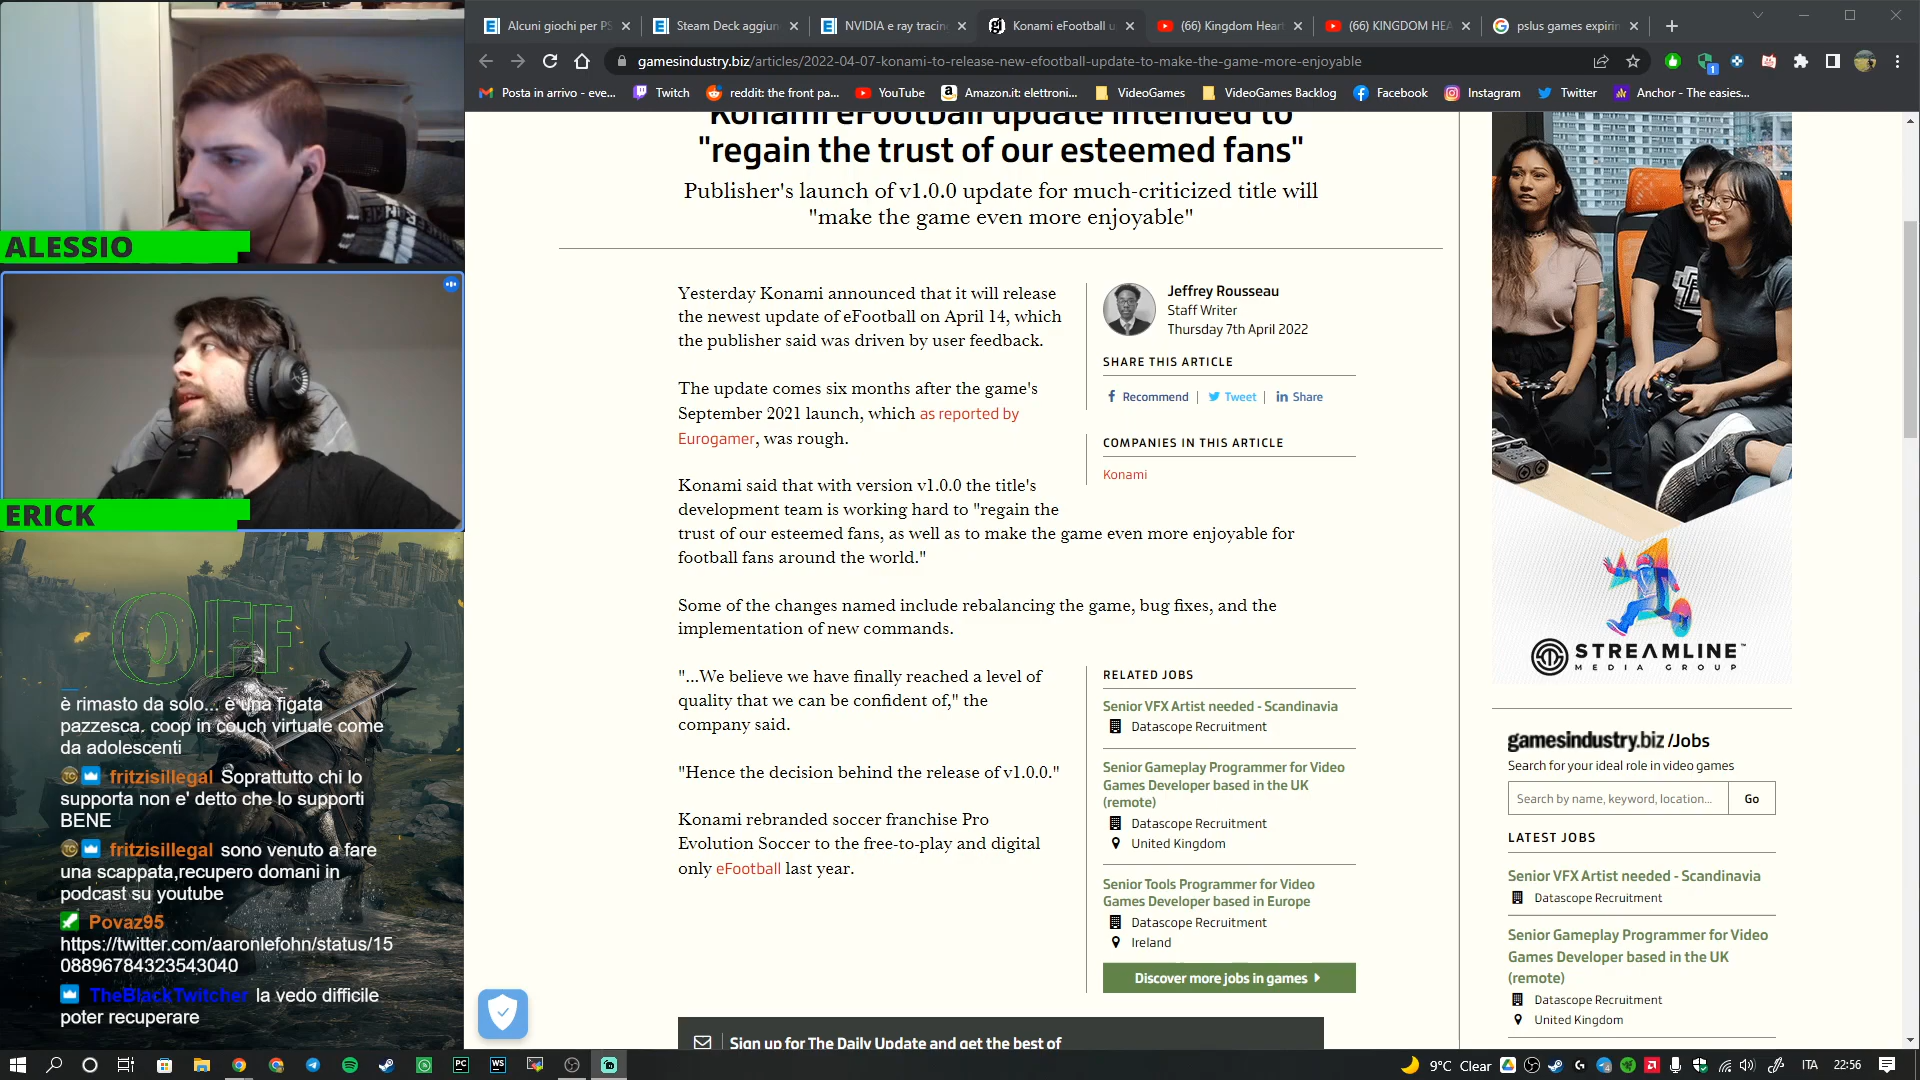 Alcuni giochi per PS
Steam Deck aggiun
NVIDIA e ray tracin
Konami eFootball u
(66) Kingdom Heart
(66) KINGDOM HEA
pslus games expirin
gamesindustry.biz/articles/2022-04-07-konami-to-release-new-efootball-update-to-make-the-game-more-enjoyable
1
Posta in arrivo - eve...
Twitch
reddit: the front pa...
YouTube
Amazon.it: elettroni...
VideoGames
VideoGames Backlog
Facebook
Instagram
Twitter
Anchor - The easies...
ALESSIO
ERICK
OFF
è rimasto da solo... è una figata
pazzesca. coop in couch virtuale come
da adolescenti
fritzisillegal Soprattutto chi lo
supporta non e' detto che lo supporti
BENE
fritzisillegal sono venuto a fare
una scappata,recupero domani in
podcast su youtube
Povaz95
https://twitter.com/aaronlefohn/status/15
08896784323543040
TheBlackTwitcher la vedo difficile
poter recuperare
Konami eFootball update intended to
"regain the trust of our esteemed fans"
Publisher's launch of v1.0.0 update for much-criticized title will
"make the game even more enjoyable"
Yesterday Konami announced that it will release
the newest update of eFootball on April 14, which
the publisher said was driven by user feedback.
The update comes six months after the game's
September 2021 launch, which as reported by
Eurogamer, was rough.
Konami said that with version v1.0.0 the title's
development team is working hard to "regain the
trust of our esteemed fans, as well as to make the game even more enjoyable for
football fans around the world."
Some of the changes named include rebalancing the game, bug fixes, and the
implementation of new commands.
"...We believe we have finally reached a level of
quality that we can be confident of," the
company said.
"Hence the decision behind the release of v1.0.0."
Konami rebranded soccer franchise Pro
Evolution Soccer to the free-to-play and digital
only eFootball last year.
Jeffrey Rousseau
Staff Writer
Thursday 7th April 2022
SHARE THIS ARTICLE
Recommend
Tweet
Share
COMPANIES IN THIS ARTICLE
Konami
RELATED JOBS
Senior VFX Artist needed - Scandinavia
Datascope Recruitment
Senior Gameplay Programmer for Video
Games Developer based in the UK
(remote)
Datascope Recruitment
United Kingdom
Senior Tools Programmer for Video
Games Developer based in Europe
Datascope Recruitment
Ireland
Discover more jobs in games
Sign up for The Daily Update and get the best of
STREAMLINE™
MEDIA GROUP
gamesindustry.biz /Jobs
Search for your ideal role in video games
Search by name, keyword, location...
Go
LATEST JOBS
Senior VFX Artist needed - Scandinavia
Datascope Recruitment
Senior Gameplay Programmer for Video
Games Developer based in the UK
(remote)
Datascope Recruitment
United Kingdom
PC
WS
9°C Clear
ITA
22:56